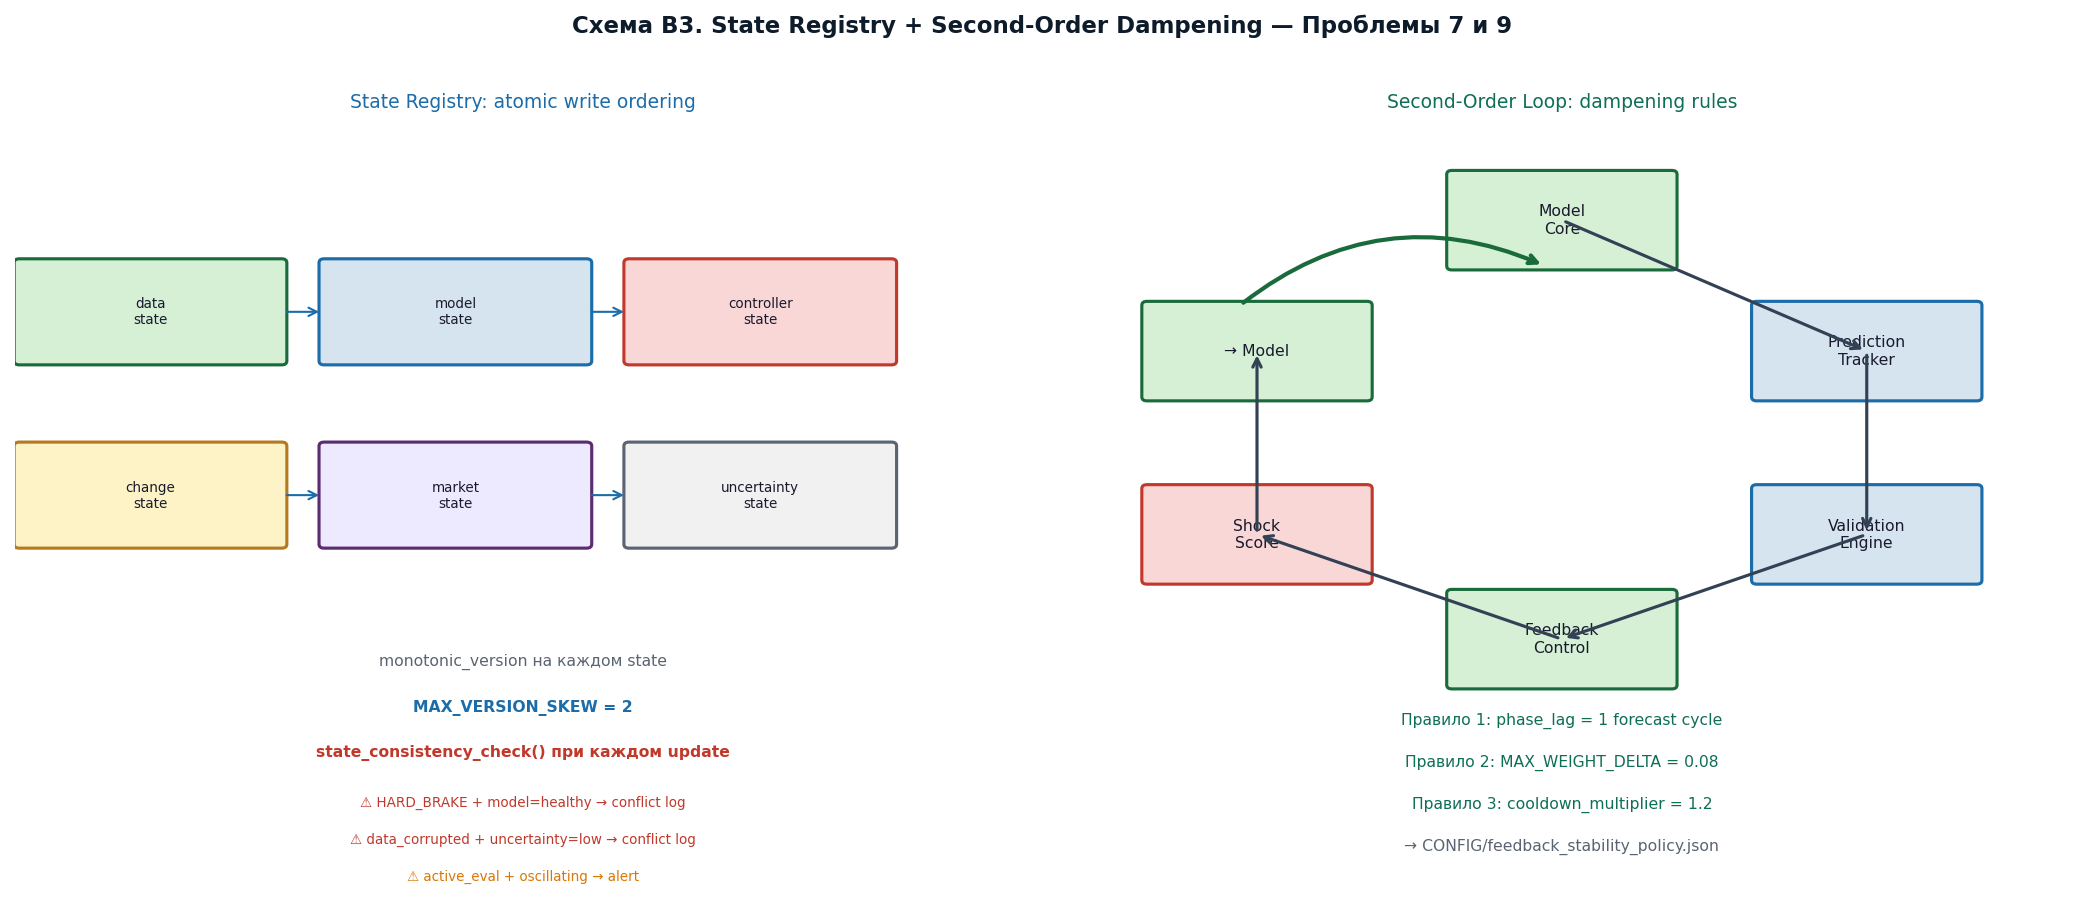 Схема В3. State Registry + Second-Order Dampening — Проблемы 7 и 9
State Registry: atomic write ordering
data
state
model
state
controller
state
change
state
market
state
uncertainty
state
monotonic_version на каждом state
MAX_VERSION_SKEW = 2
state_consistency_check() при каждом update
⚠ HARD_BRAKE + model=healthy → conflict log
⚠ data_corrupted + uncertainty=low → conflict log
⚠ active_eval + oscillating → alert
Second-Order Loop: dampening rules
Model
Core
→ Model
Prediction
Tracker
Shock
Score
Validation
Engine
Feedback
Control
Правило 1: phase_lag = 1 forecast cycle
Правило 2: MAX_WEIGHT_DELTA = 0.08
Правило 3: cooldown_multiplier = 1.2
→ CONFIG/feedback_stability_policy.json